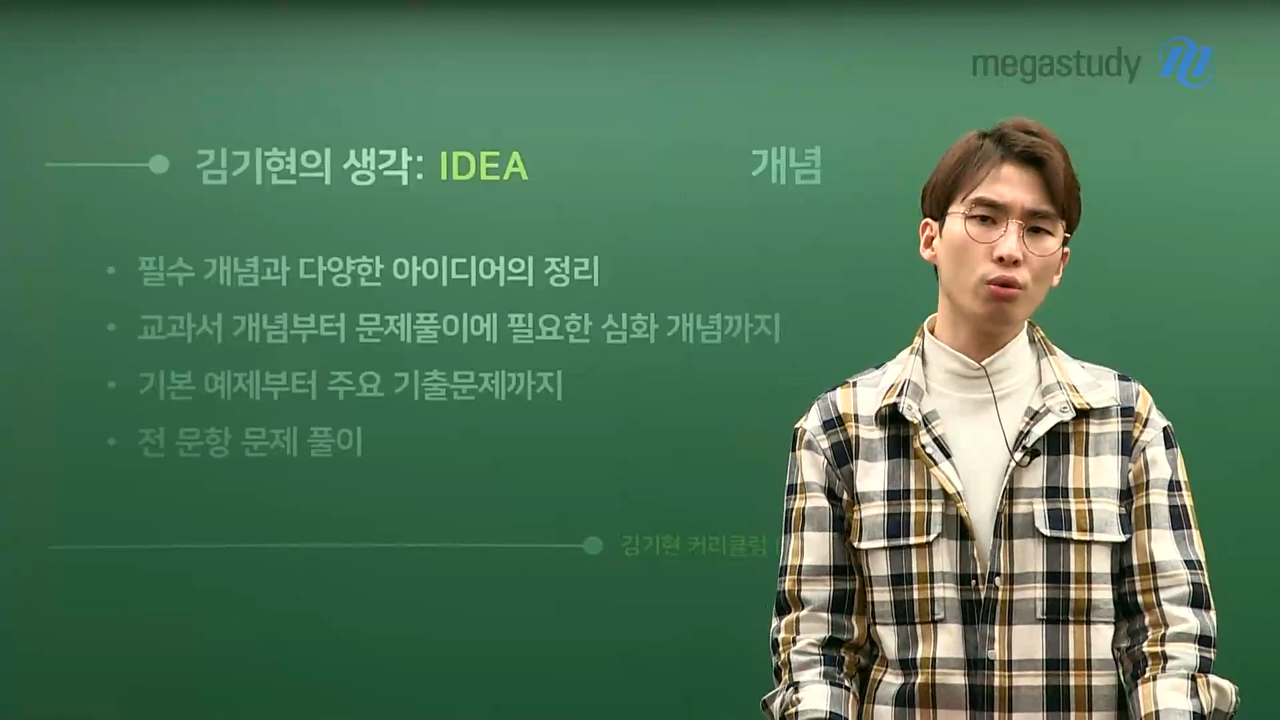 megastudy
김기현의 생각: IDEA 개념
• 필수 개념과 다양한 아이디어의 정리
• 교과서 개념부터 문제풀이에 필요한 심화 개념까지
• 기본 예제부터 주요 기출문제까지
• 전 문항 문제 풀이
김기현 커리큘럼